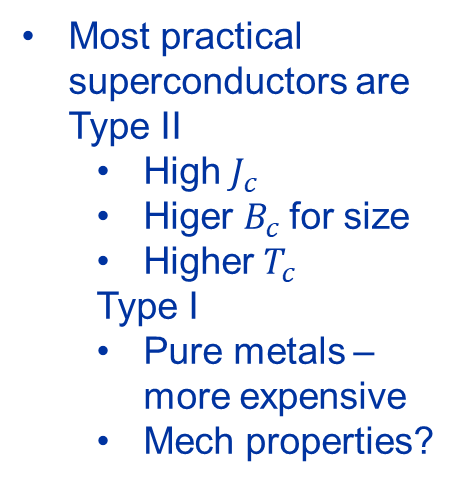 • Most practical
superconductors are
Type II
• High J_c
• Higer B_c for size
• Higher T_c
Type I
• Pure metals –
more expensive
• Mech properties?